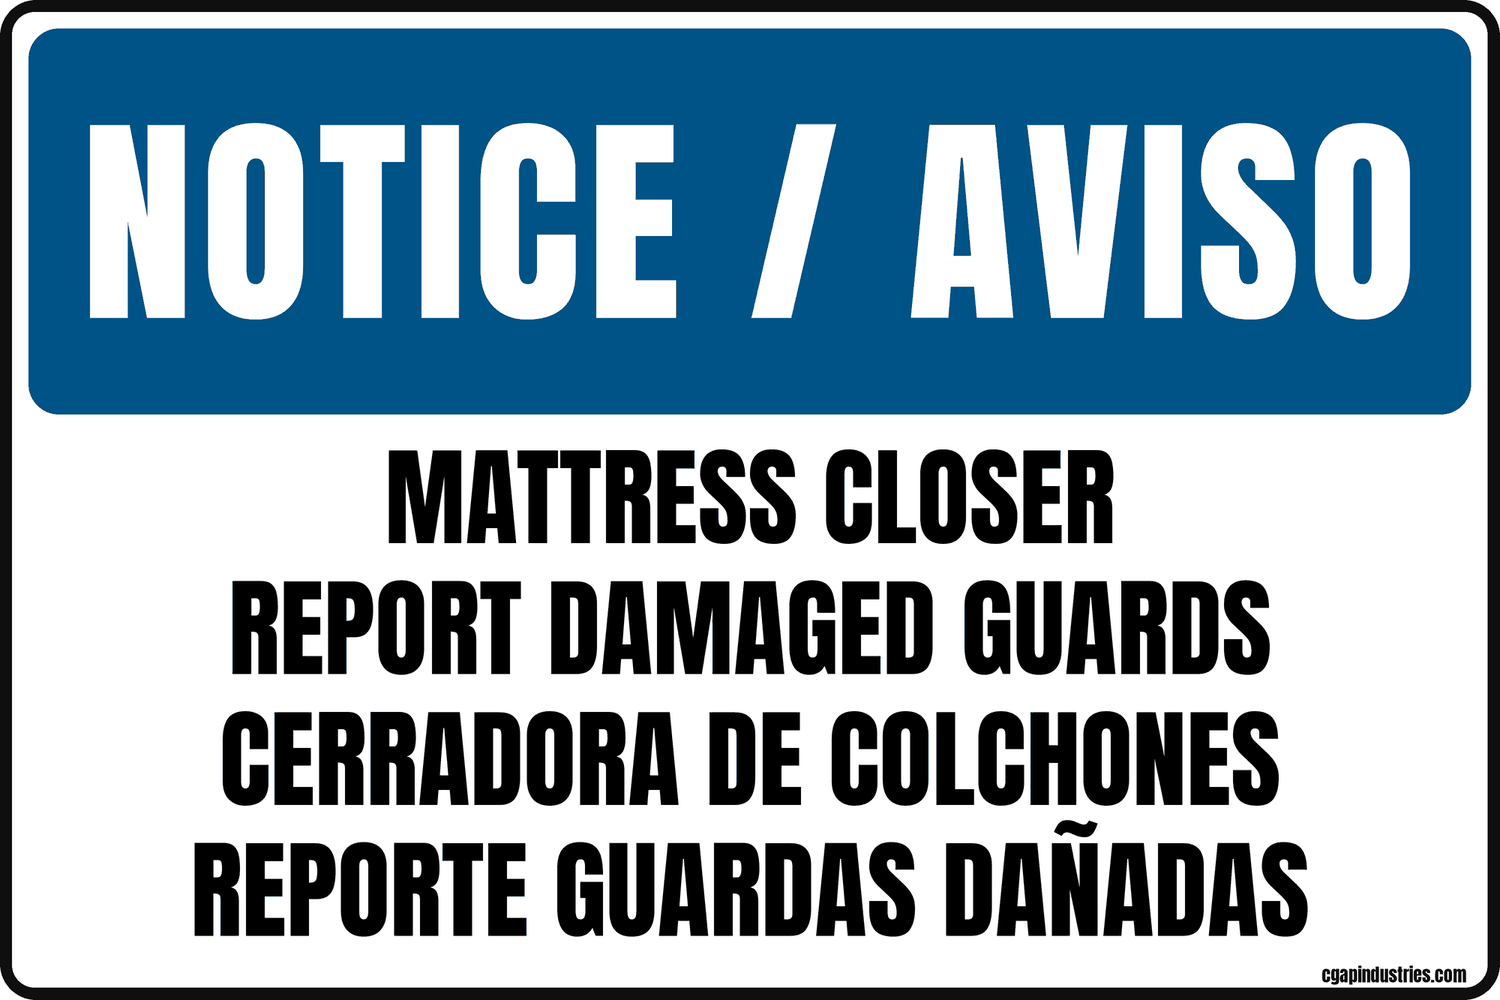 NOTICE / AVISO
MATTRESS CLOSER
REPORT DAMAGED GUARDS
CERRADORA DE COLCHONES
REPORTE GUARDAS DAÑADAS
cgapindustries.com